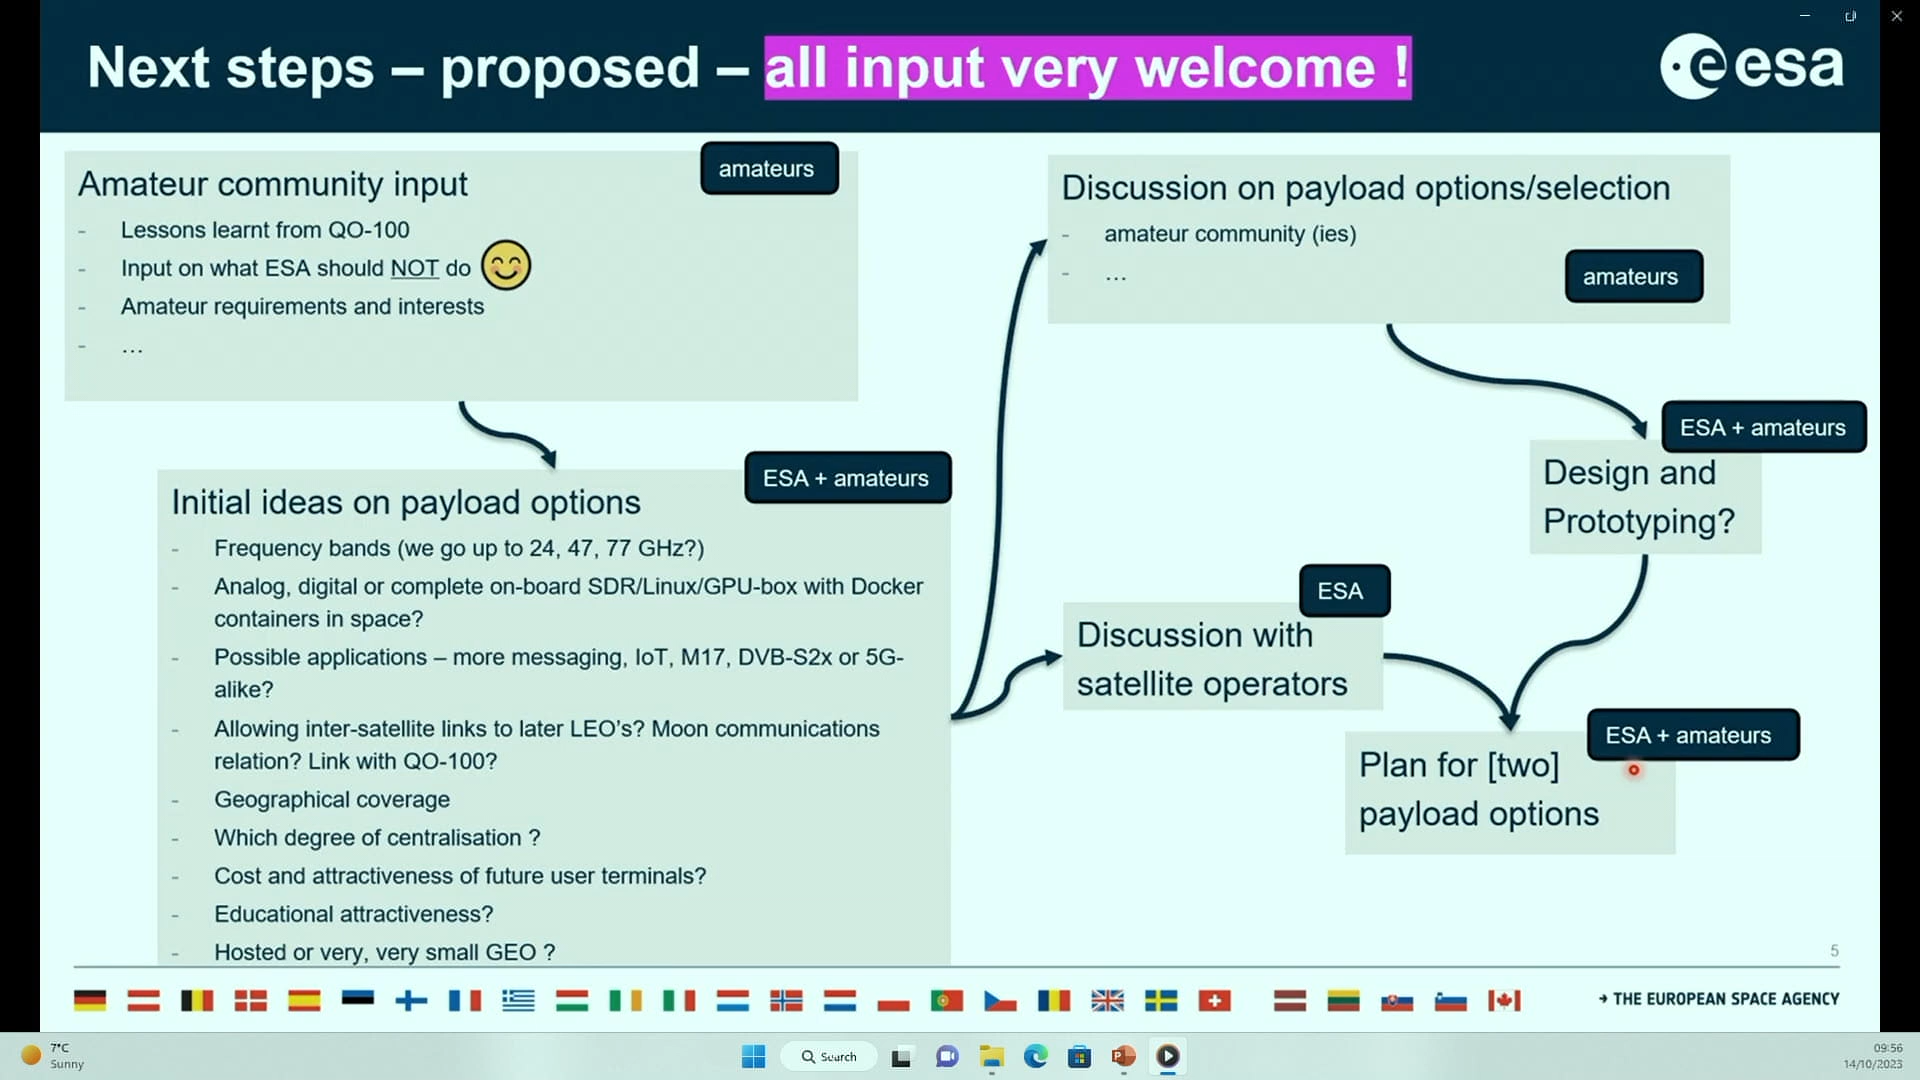 Next steps – proposed – all input very welcome !
esa
Amateur community input
amateurs
- Lessons learnt from QO-100
- Input on what ESA should NOT do
- Amateur requirements and interests
- …
Initial ideas on payload options
ESA + amateurs
- Frequency bands (we go up to 24, 47, 77 GHz?)
- Analog, digital or complete on-board SDR/Linux/GPU-box with Docker
containers in space?
- Possible applications – more messaging, IoT, M17, DVB-S2x or 5G-
alike?
- Allowing inter-satellite links to later LEO's? Moon communications
relation? Link with QO-100?
- Geographical coverage
- Which degree of centralisation ?
- Cost and attractiveness of future user terminals?
- Educational attractiveness?
- Hosted or very, very small GEO ?
Discussion on payload options/selection
- amateur community (ies)
- …
amateurs
ESA + amateurs
Design and
Prototyping?
ESA
Discussion with
satellite operators
ESA + amateurs
Plan for [two]
payload options
5
→ THE EUROPEAN SPACE AGENCY
7°C
Sunny
Search
09:56
14/10/2023